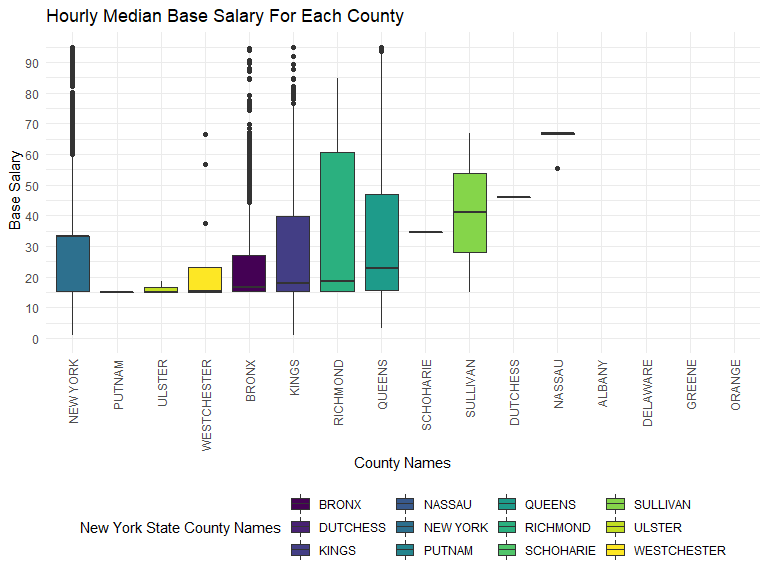 Hourly Median Base Salary For Each County
90
80
70
60
50
40
30
20
10
0
Base Salary
NEW YORK
PUTNAM
ULSTER
WESTCHESTER
BRONX
KINGS
RICHMOND
QUEENS
SCHOHARIE
SULLIVAN
DUTCHESS
NASSAU
ALBANY
DELAWARE
GREENE
ORANGE
County Names
New York State County Names
BRONX NASSAU QUEENS SULLIVAN
DUTCHESS NEW YORK RICHMOND ULSTER
KINGS PUTNAM SCHOHARIE WESTCHESTER